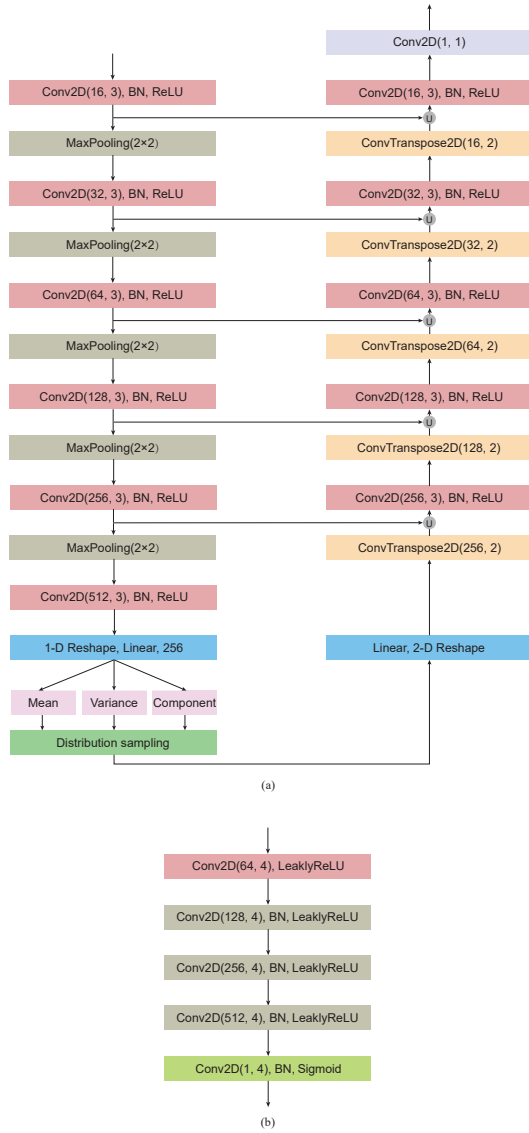 Conv2D(1, 1)
Conv2D(16, 3), BN, ReLU
Conv2D(16, 3), BN, ReLU
U
MaxPooling(2×2)
ConvTranspose2D(16, 2)
Conv2D(32, 3), BN, ReLU
Conv2D(32, 3), BN, ReLU
U
MaxPooling(2×2)
ConvTranspose2D(32, 2)
Conv2D(64, 3), BN, ReLU
Conv2D(64, 3), BN, ReLU
U
MaxPooling(2×2)
ConvTranspose2D(64, 2)
Conv2D(128, 3), BN, ReLU
Conv2D(128, 3), BN, ReLU
U
MaxPooling(2×2)
ConvTranspose2D(128, 2)
Conv2D(256, 3), BN, ReLU
Conv2D(256, 3), BN, ReLU
U
MaxPooling(2×2)
ConvTranspose2D(256, 2)
Conv2D(512, 3), BN, ReLU
1-D Reshape, Linear, 256
Linear, 2-D Reshape
Mean
Variance
Component
Distribution sampling
(a)
Conv2D(64, 4), LeaklyReLU
Conv2D(128, 4), BN, LeaklyReLU
Conv2D(256, 4), BN, LeaklyReLU
Conv2D(512, 4), BN, LeaklyReLU
Conv2D(1, 4), BN, Sigmoid
(b)